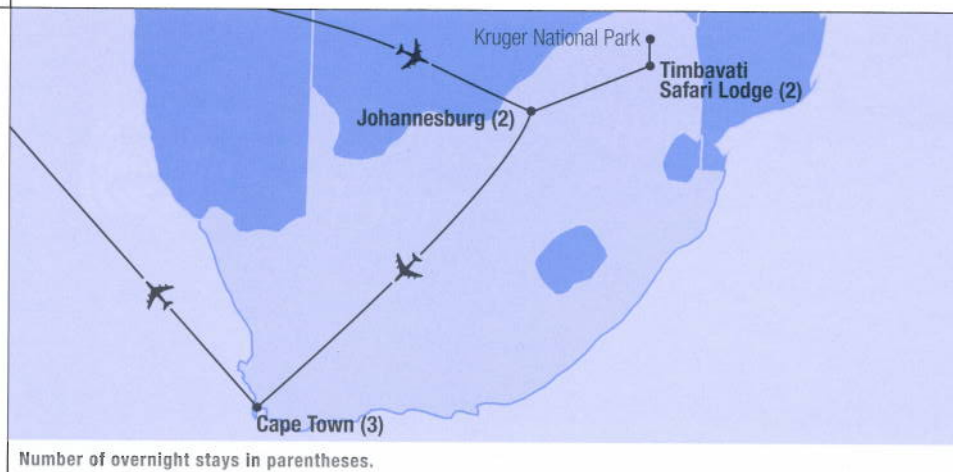 Kruger National Park
Timbavati
Safari Lodge (2)
Johannesburg (2)
Cape Town (3)
Number of overnight stays in parentheses.